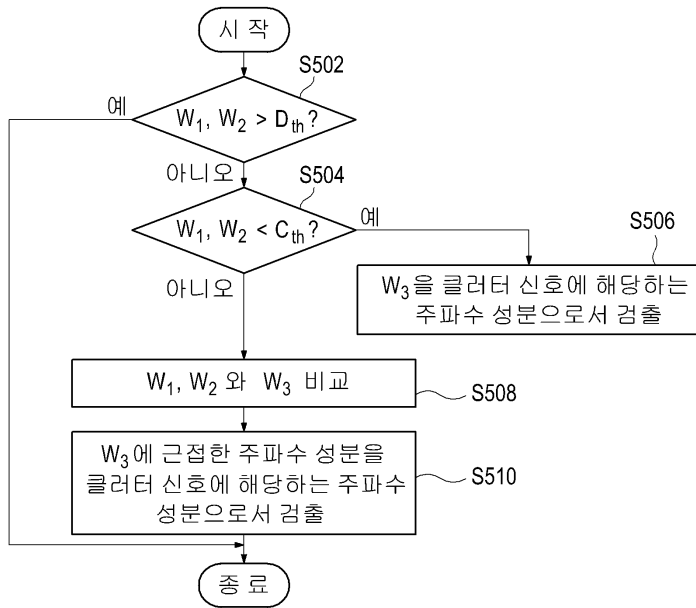 시작
S502
예
W₁, W₂ > Dth?
아니오
S504
W₁, W₂ < Cth?
예
S506
아니오
W₃을 클러터 신호에 해당하는
주파수 성분으로서 검출
W₁, W₂ 와 W₃ 비교
S508
W₃에 근접한 주파수 성분을
클러터 신호에 해당하는 주파수
성분으로서 검출
S510
종료